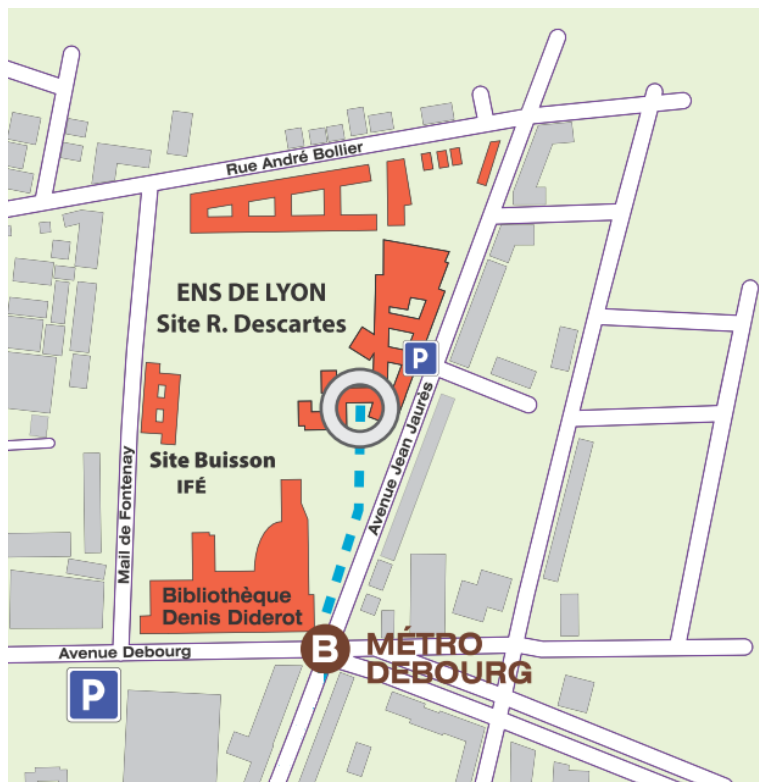 Rue André Bollier
ENS DE LYON
Site R. Descartes
P
Avenue Jean Jaurès
Site Buisson
IFÉ
Mail de Fontenay
Bibliothèque
Denis Diderot
Avenue Debourg
B
MÉTRO
DEBOURG
P